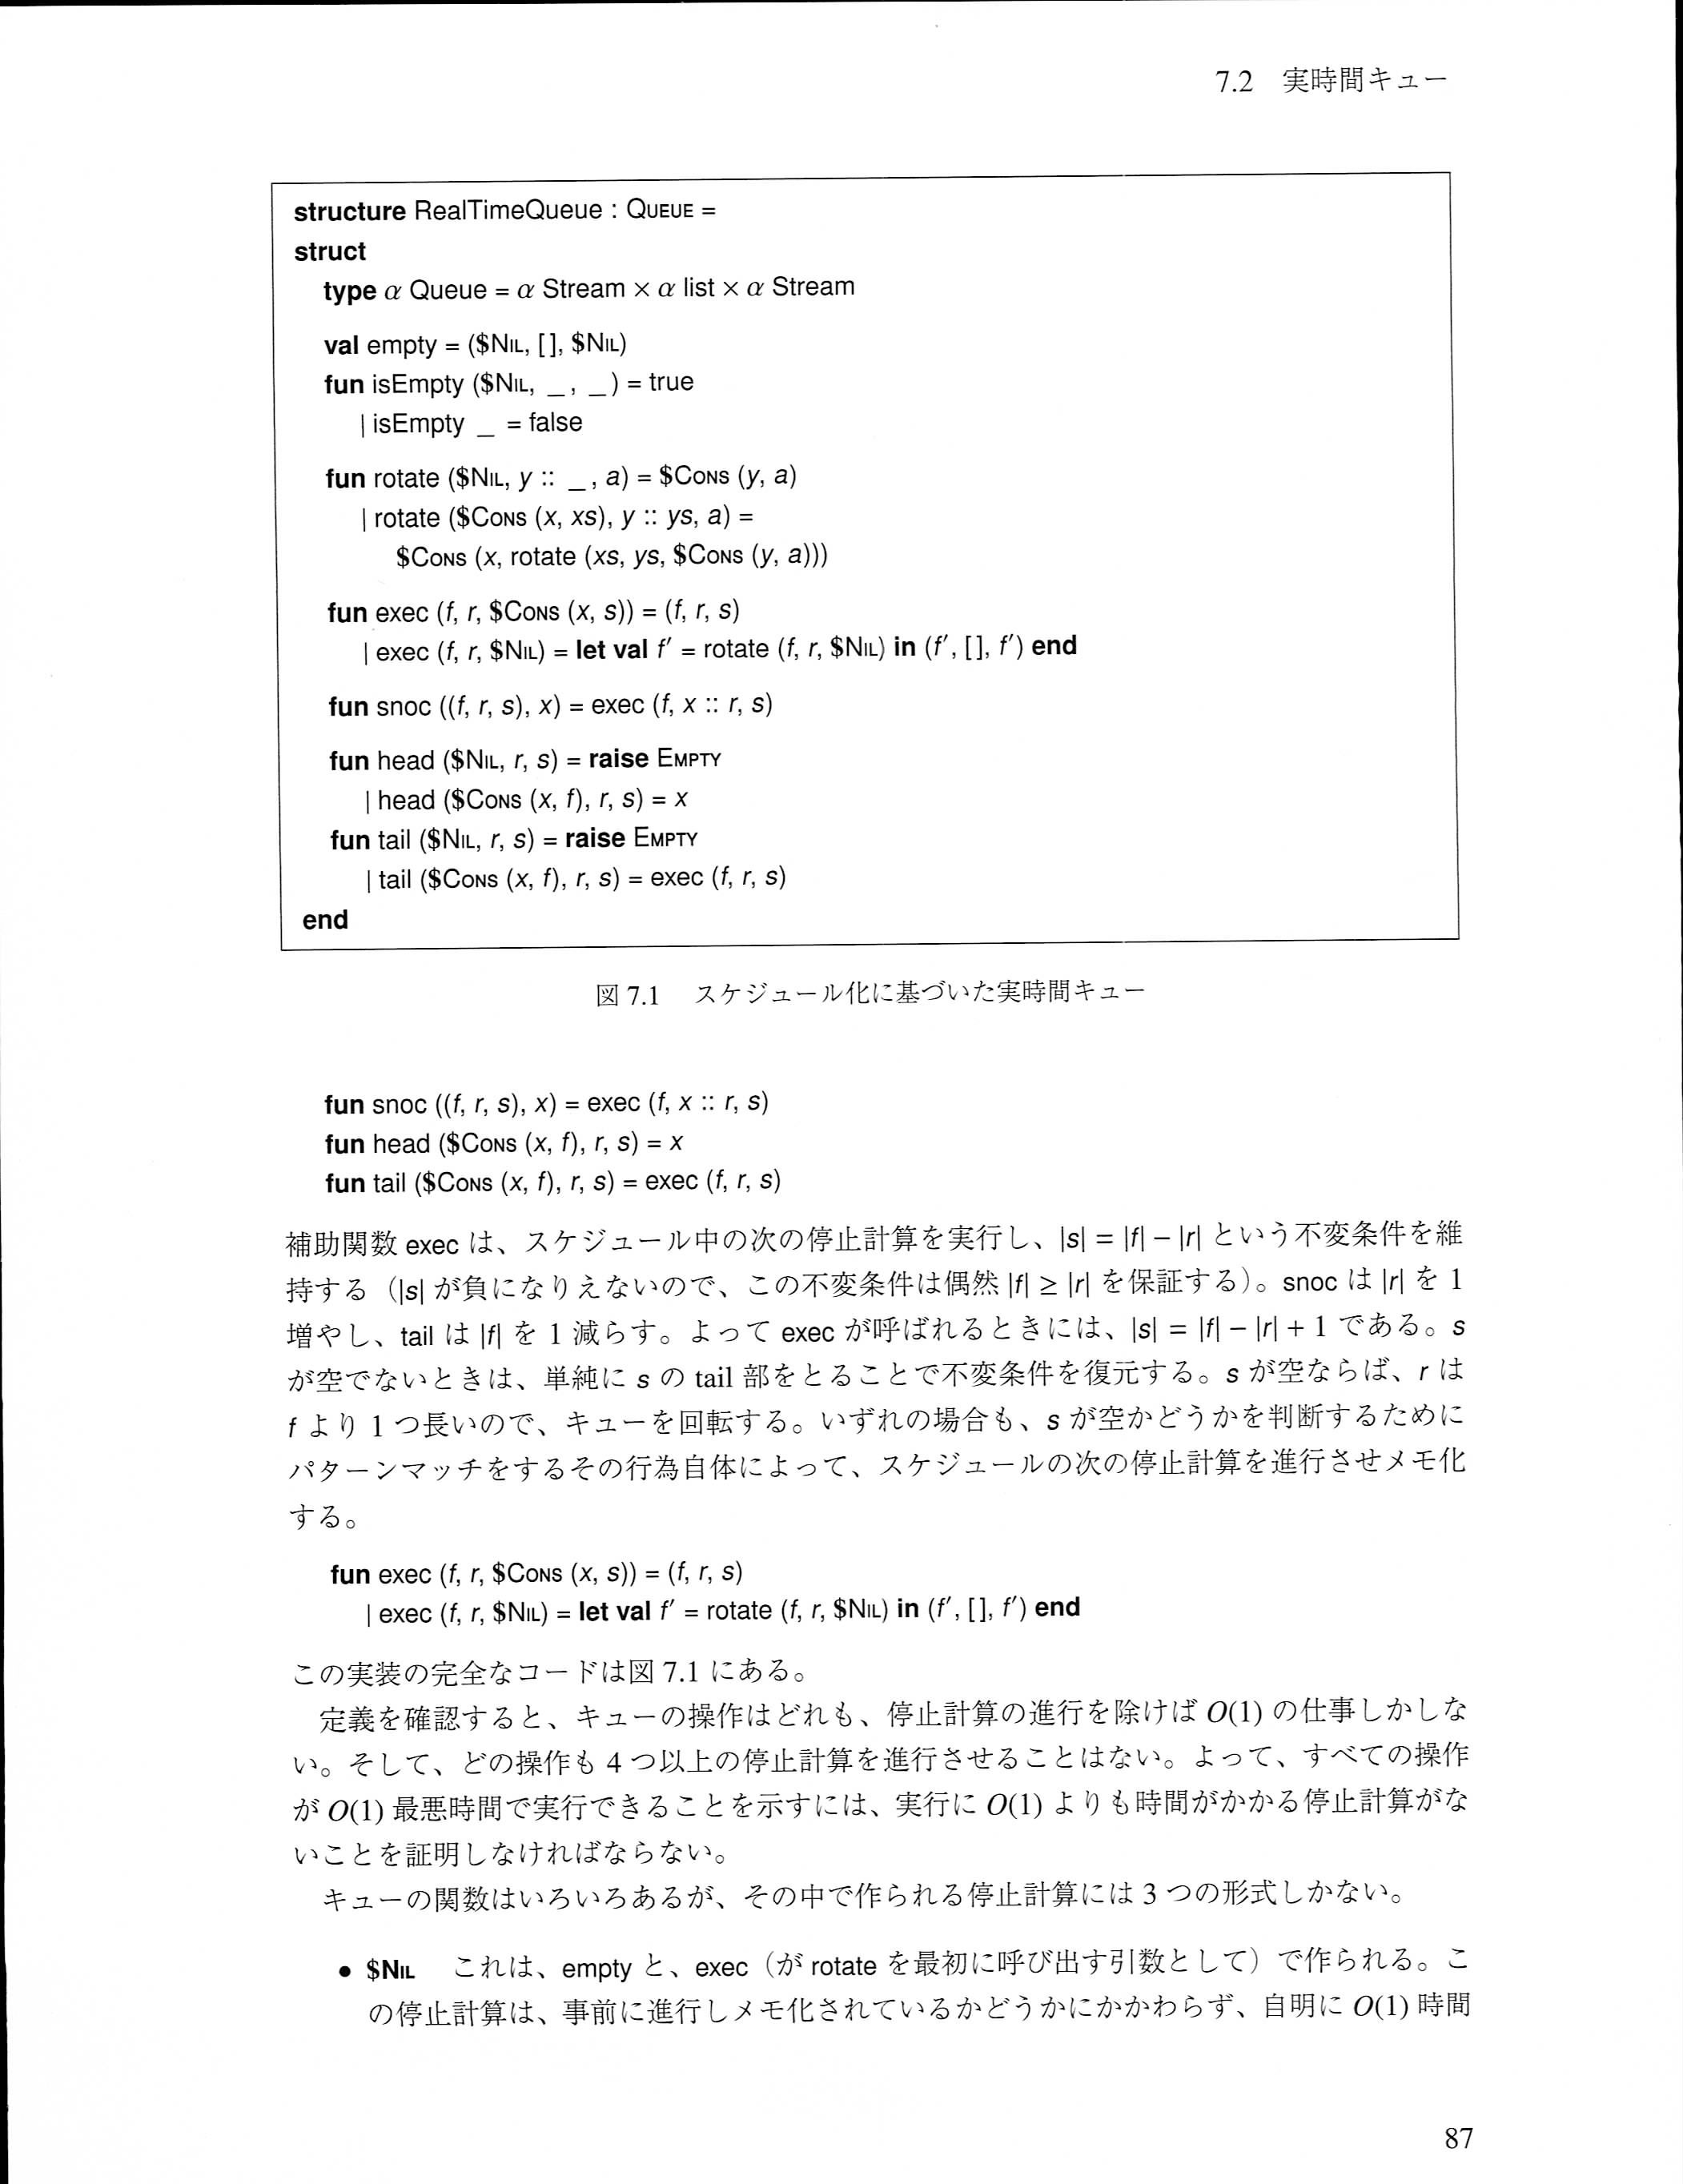 7.2 実時間キュー
structure RealTimeQueue : QUEUE =
struct
type α Queue = α Stream × α list × α Stream
val empty = ($NIL, [], $NIL)
fun isEmpty ($NIL, _, _) = true
| isEmpty _ = false
fun rotate ($NIL, y :: _, a) = $CONS (y, a)
| rotate ($CONS (x, xs), y :: ys, a) =
$CONS (x, rotate (xs, ys, $CONS (y, a)))
fun exec (f, r, $CONS (x, s)) = (f, r, s)
| exec (f, r, $NIL) = let val f′ = rotate (f, r, $NIL) in (f′, [], f′) end
fun snoc ((f, r, s), x) = exec (f, x :: r, s)
fun head ($NIL, r, s) = raise EMPTY
| head ($CONS (x, f), r, s) = x
fun tail ($NIL, r, s) = raise EMPTY
| tail ($CONS (x, f), r, s) = exec (f, r, s)
end
図 7.1 スケジュール化に基づいた実時間キュー
fun snoc ((f, r, s), x) = exec (f, x :: r, s)
fun head ($CONS (x, f), r, s) = x
fun tail ($CONS (x, f), r, s) = exec (f, r, s)
補助関数 exec は、スケジュール中の次の停止計算を実行し、|s| = |f| − |r| という不変条件を維
持する（|s| が負になりえないので、この不変条件は偶然 |f| ≥ |r| を保証する）。snoc は |r| を 1
増やし、tail は |f| を 1 減らす。よって exec が呼ばれるときには、|s| = |f| − |r| + 1 である。s
が空でないときは、単純に s の tail 部をとることで不変条件を復元する。s が空ならば、r は
f より 1 つ長いので、キューを回転する。いずれの場合も、s が空かどうかを判断するために
パターンマッチをするその行為自体によって、スケジュールの次の停止計算を進行させメモ化
する。
fun exec (f, r, $CONS (x, s)) = (f, r, s)
| exec (f, r, $NIL) = let val f′ = rotate (f, r, $NIL) in (f′, [], f′) end
この実装の完全なコードは図 7.1 にある。
定義を確認すると、キューの操作はどれも、停止計算の進行を除けば O(1) の仕事しかしな
い。そして、どの操作も 4 つ以上の停止計算を進行させることはない。よって、すべての操作
が O(1) 最悪時間で実行できることを示すには、実行に O(1) よりも時間がかかる停止計算がな
いことを証明しなければならない。
キューの関数はいろいろあるが、その中で作られる停止計算には 3 つの形式しかない。
• $NIL これは、empty と、exec（が rotate を最初に呼び出す引数として）で作られる。こ
の停止計算は、事前に進行しメモ化されているかどうかにかかわらず、自明に O(1) 時間
87